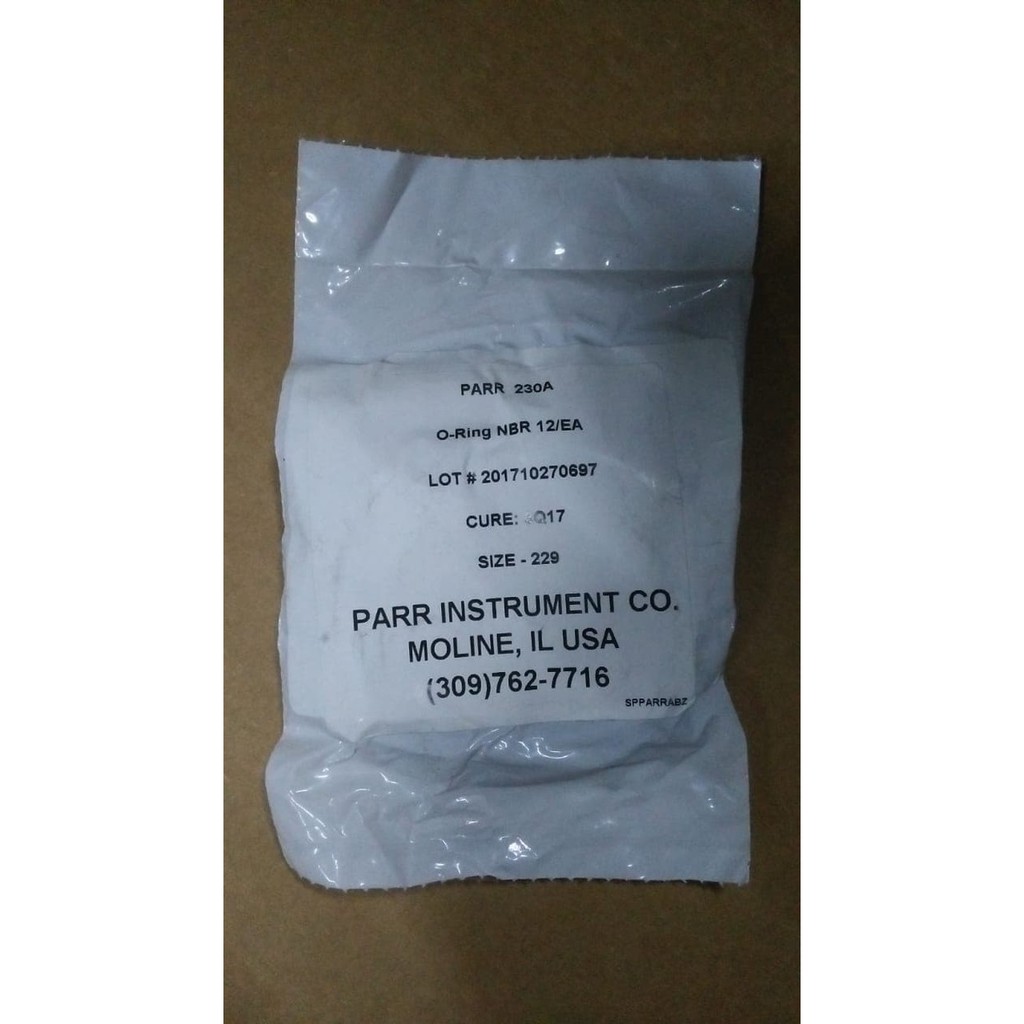 PARR 230A
O-Ring NBR 12/EA
LOT # 201710270697
CURE:
SIZE - 229
PARR INSTRUMENT CO.
MOLINE, IL USA
(309)762-7716
SPPARRABZ